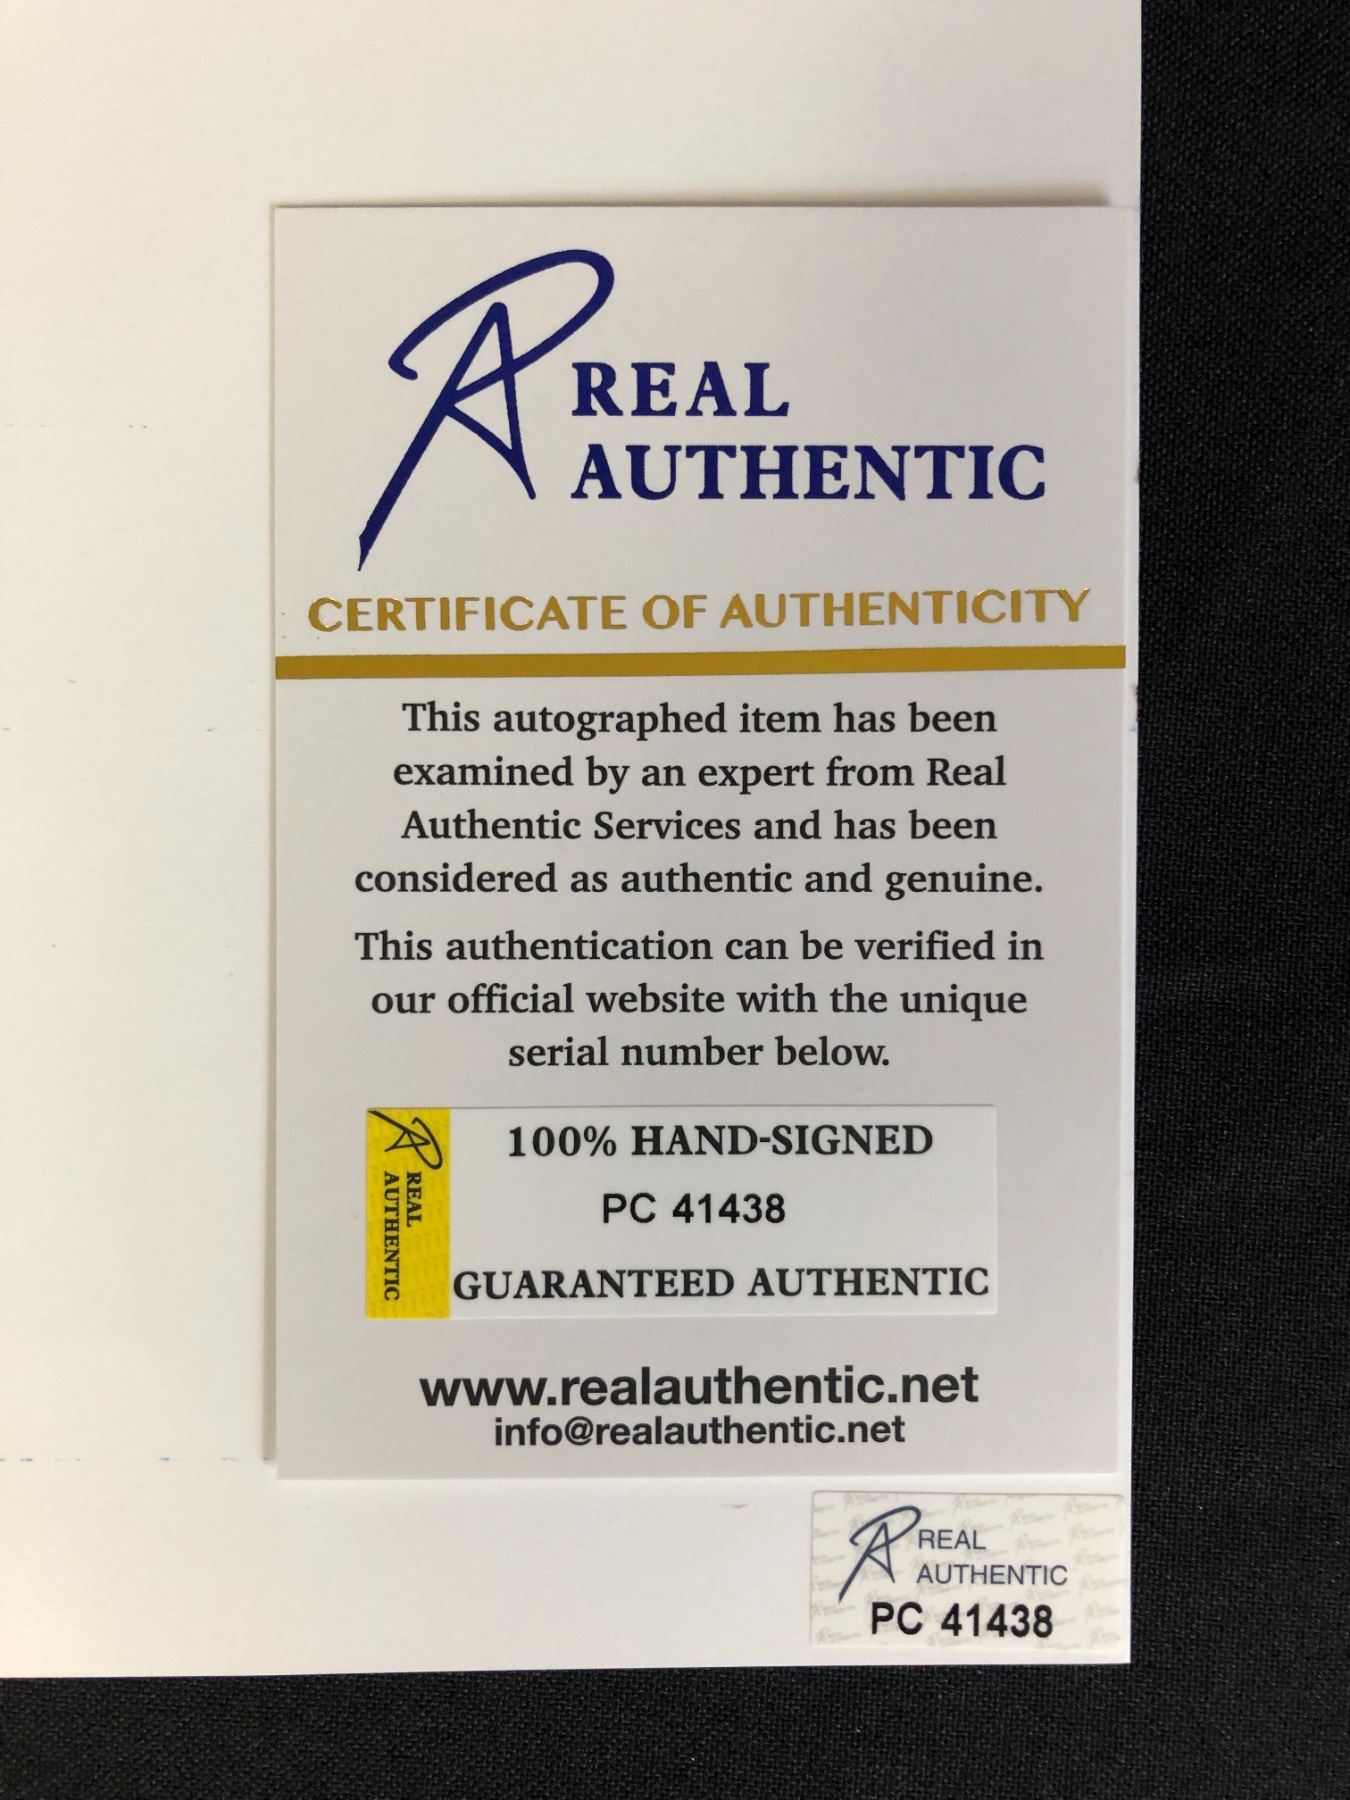 REAL
AUTHENTIC
CERTIFICATE OF AUTHENTICITY
This autographed item has been
examined by an expert from Real
Authentic Services and has been
considered as authentic and genuine.
This authentication can be verified in
our official website with the unique
serial number below.
REAL
AUTHENTIC
100% HAND-SIGNED
PC 41438
GUARANTEED AUTHENTIC
www.realauthentic.net
info@realauthentic.net
REAL
AUTHENTIC
PC 41438